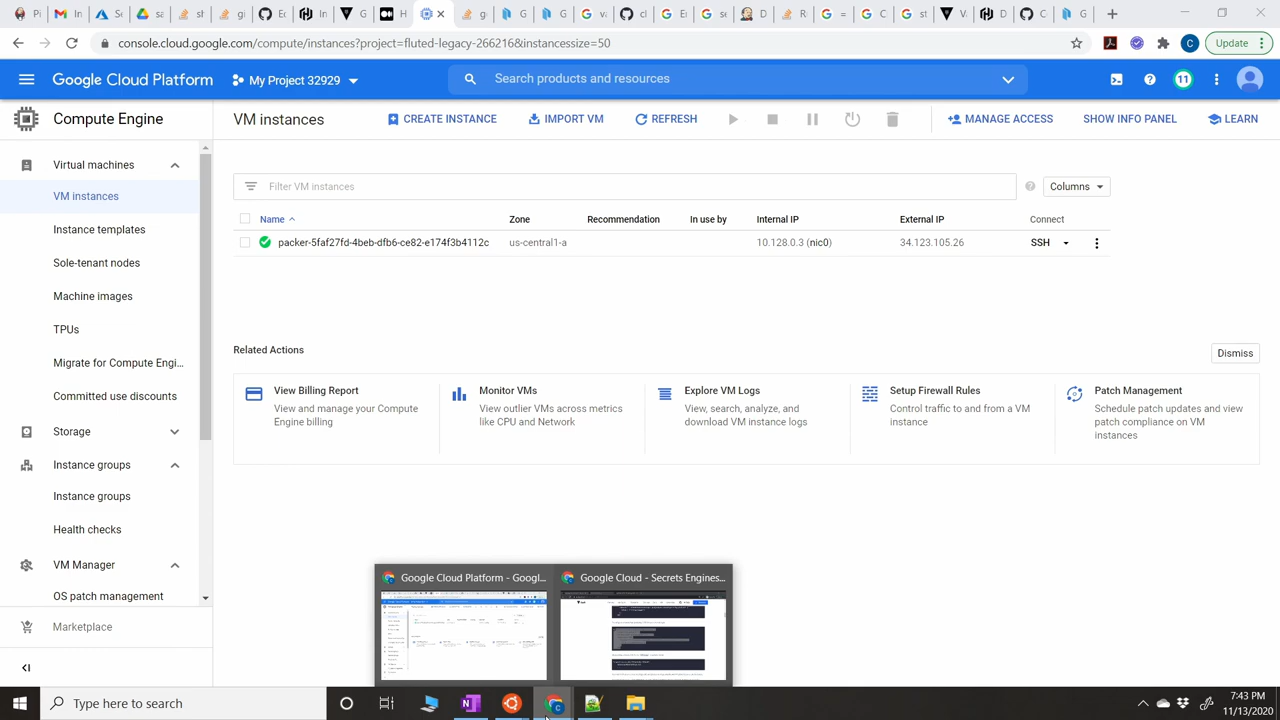 console.cloud.google.com/compute/instances?project=flited-legacy-266216&instancessize=50
Update
Google Cloud Platform
My Project 32929
Search products and resources
11
Compute Engine
VM instances
CREATE INSTANCE
IMPORT VM
REFRESH
MANAGE ACCESS
SHOW INFO PANEL
LEARN
Virtual machines
VM instances
Filter VM instances
Columns
Name
Zone
Recommendation
In use by
Internal IP
External IP
Connect
Instance templates
packer-5faf27fd-4beb-dfb6-ce82-e174f3b4112c
us-central1-a
10.128.0.3 (nic0)
34.123.105.26
SSH
Sole-tenant nodes
Machine images
TPUs
Related Actions
Dismiss
Migrate for Compute Engi...
View Billing Report
View and manage your Compute
Engine billing
Monitor VMs
View outlier VMs across metrics
like CPU and Network
Explore VM Logs
View, search, analyze, and
download VM instance logs
Setup Firewall Rules
Control traffic to and from a VM
instance
Patch Management
Schedule patch updates and view
patch compliance on VM
instances
Committed use discounts
Storage
Instance groups
Instance groups
Health checks
VM Manager
OS patch management
Marketplace
Google Cloud Platform - Googl...
Google Cloud - Secrets Engines...
Type here to search
7:43 PM
11/13/2020